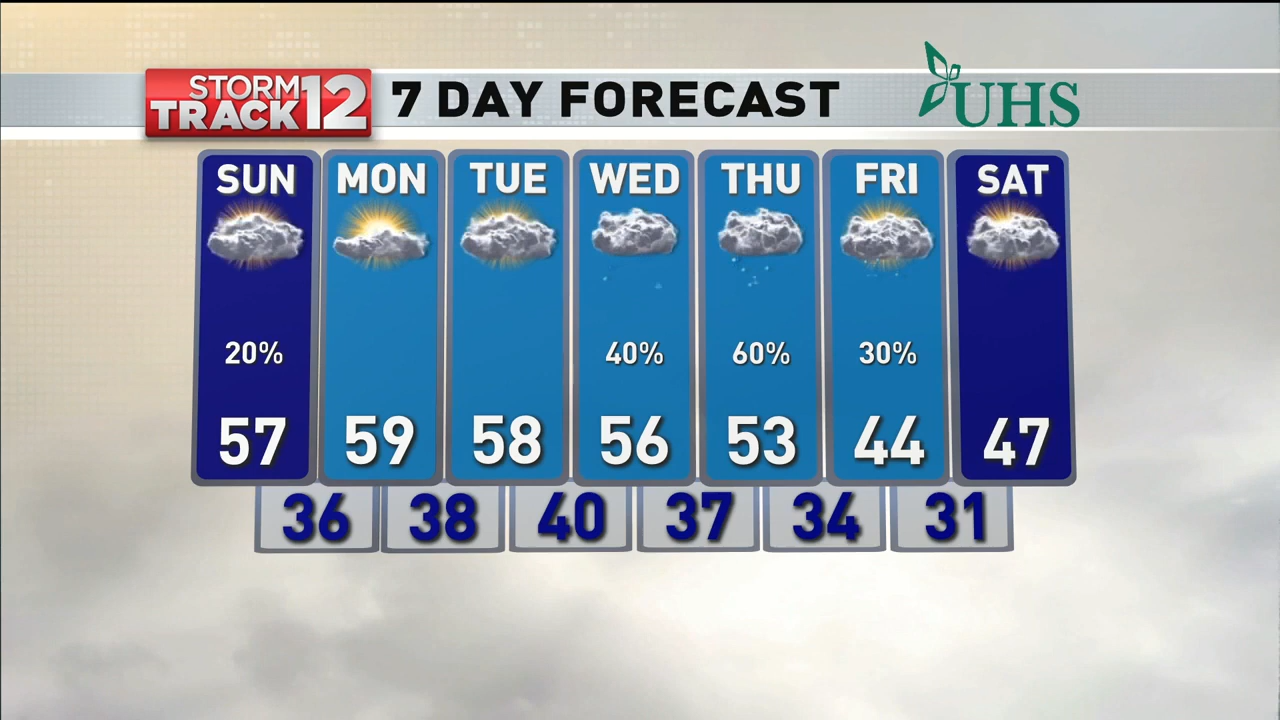 STORM
TRACK 12
7 DAY FORECAST
UHS
SUN MON TUE WED THU FRI SAT
20% 40% 60% 30%
57 59 58 56 53 44 47
36 38 40 37 34 31